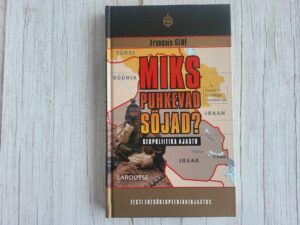 François GÉRÉ
TÜRGI
SÜÜRIA
MIKS
PUHKEVAD
SÕJAD?
GEOPOLIITIKA AJASTU
IRAAN
IRAAK
LAROUSSE
EESTI ENTSÜKLOPEEDIAKIRJASTUS